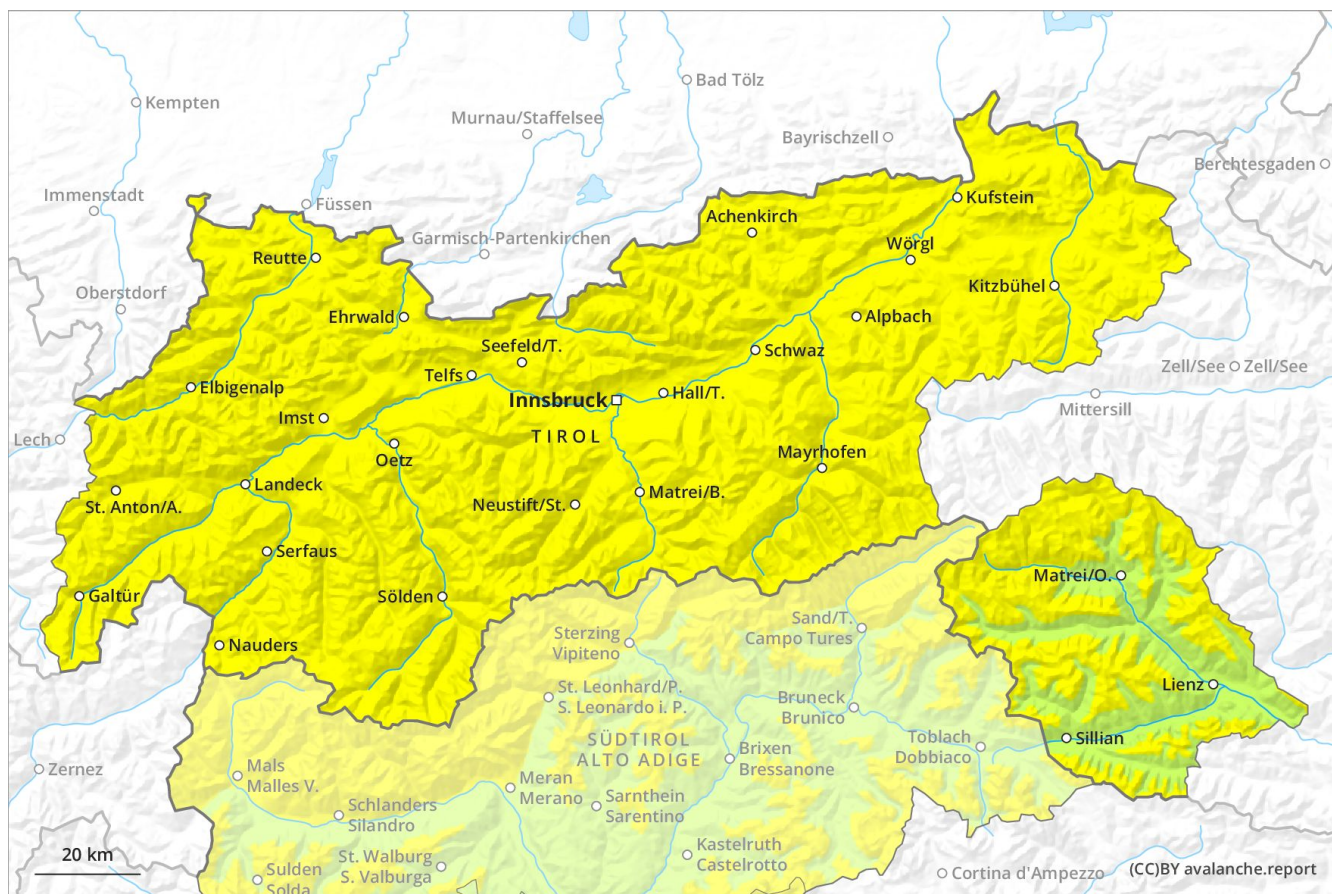 Bad Tölz
Kempten
Murnau/Staffelsee
Bayrischzell
Berchtesgaden
Immenstadt
Füssen
Kufstein
Achenkirch
Garmisch-Partenkirchen
Wörgl
Reutte
Oberstdorf
Kitzbühel
Ehrwald
Alpbach
Seefeld/T.
Schwaz
Telfs
Zell/See
Zell/See
Elbigenalp
Hall/T.
Innsbruck
Mittersill
Imst
TIROL
Lech
Oetz
Mayrhofen
Landeck
St. Anton/A.
Neustift/St.
Matrei/B.
Serfaus
Matrei/O.
Galtür
Sölden
Sand/T.
Campo Tures
Sterzing
Vipiteno
Nauders
Lienz
St. Leonhard/P.
S. Leonardo i. P.
Bruneck
Brunico
SÜDTIROL
ALTO ADIGE
Toblach
Dobbiaco
Sillian
Brixen
Bressanone
Zernez
Mals
Malles V.
Meran
Merano
Sarnthein
Sarentino
Schlanders
Silandro
Kastelruth
Castelrotto
20 km
St. Walburg
S. Valburga
Sulden
Solda
Cortina d'Ampezzo
(CC)BY avalanche.report